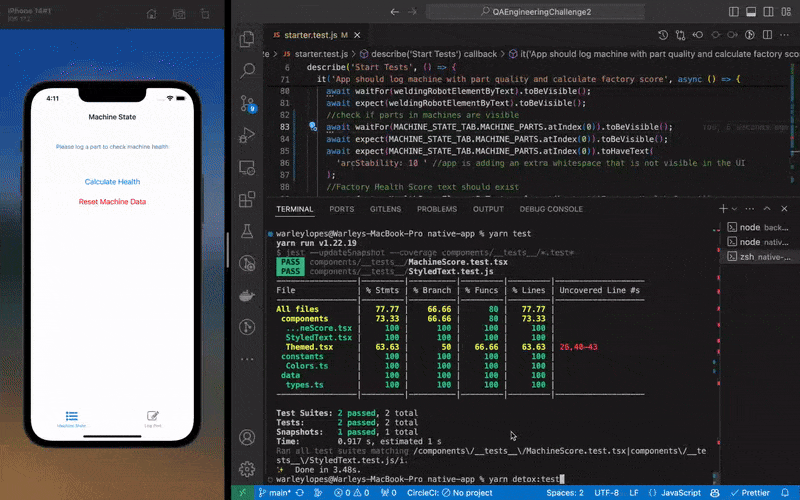 iPhone 14#1
4:11
Machine State
Please log a part to check machine health
Calculate Health
Reset Machine Data
Machine State
Log Part
QAEngineeringChallenge2
JS starter.test.js M
JS starter.test.js > describe('Start Tests') callback > it('App should log machine with part quality and calculate factory sco
6 describe('Start Tests', () => {
71 it('App should log machine with part quality and calculate factory score', async () => {
80 await waitFor(weldingRobotElementByText).toBeVisible();
81 await expect(weldingRobotElementByText).toBeVisible();
82 //check if parts in machines are visible
83 await waitFor(MACHINE_STATE_TAB.MACHINE_PARTS.atIndex(0)).toBeVisible();
84 await expect(MACHINE_STATE_TAB.MACHINE_PARTS.atIndex(0)).toBeVisible();
85 await expect(MACHINE_STATE_TAB.MACHINE_PARTS.atIndex(0)).toHaveText(
86 'arcStability: 10 ' //app is adding an extra whitespace that is not visible in the UI
87 );
188 //Factory Health Score text should exist
TERMINAL PORTS GITLENS PROBLEMS OUTPUT DEBUG CONSOLE
warleylopes@Warleys-MacBook-Pro native-app % yarn test
yarn run v1.22.19
$ jest --updateSnapshot --coverage components/__tests__/*.test*
PASS components/__tests__/MachineScore.test.tsx
PASS components/__tests__/StyledText.test.js
File | % Stmts | % Branch | % Funcs | % Lines | Uncovered Line #s
All files | 77.77 | 66.66 | 80 | 77.77 |
components | 73.33 | 66.66 | 80 | 73.33 |
...neScore.tsx | 100 | 100 | 100 | 100 |
StyledText.tsx | 100 | 100 | 100 | 100 |
Themed.tsx | 63.63 | 50 | 66.66 | 63.63 | 26,40-43
constants | 100 | 100 | 100 | 100 |
Colors.ts | 100 | 100 | 100 | 100 |
data | 100 | 100 | 100 | 100 |
types.ts | 100 | 100 | 100 | 100 |
Test Suites: 2 passed, 2 total
Tests: 2 passed, 2 total
Snapshots: 1 passed, 1 total
Time: 0.917 s, estimated 1 s
Ran all test suites matching /components\/__tests__\/MachineScore.test.tsx|components\/__te
sts__\/StyledText.test.js/i.
Done in 3.48s.
warleylopes@Warleys-MacBook-Pro native-app % yarn detox:test
node back...
node nativ...
zsh native-...
main* 0 0 CircleCI: No project
Spaces: 2 UTF-8 LF {} JavaScript Prettier